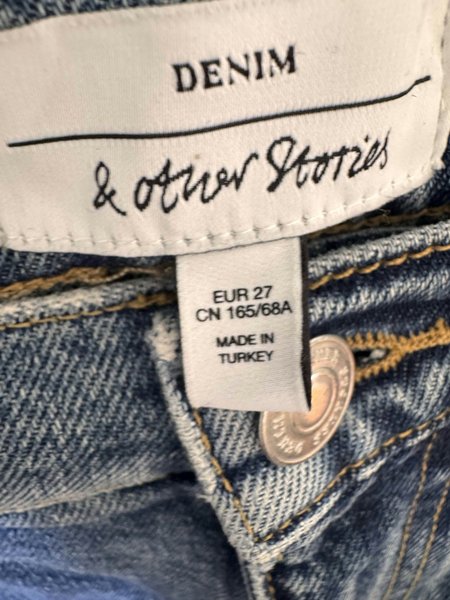 DENIM
& other Stories
EUR 27
CN 165/68A
MADE IN
TURKEY